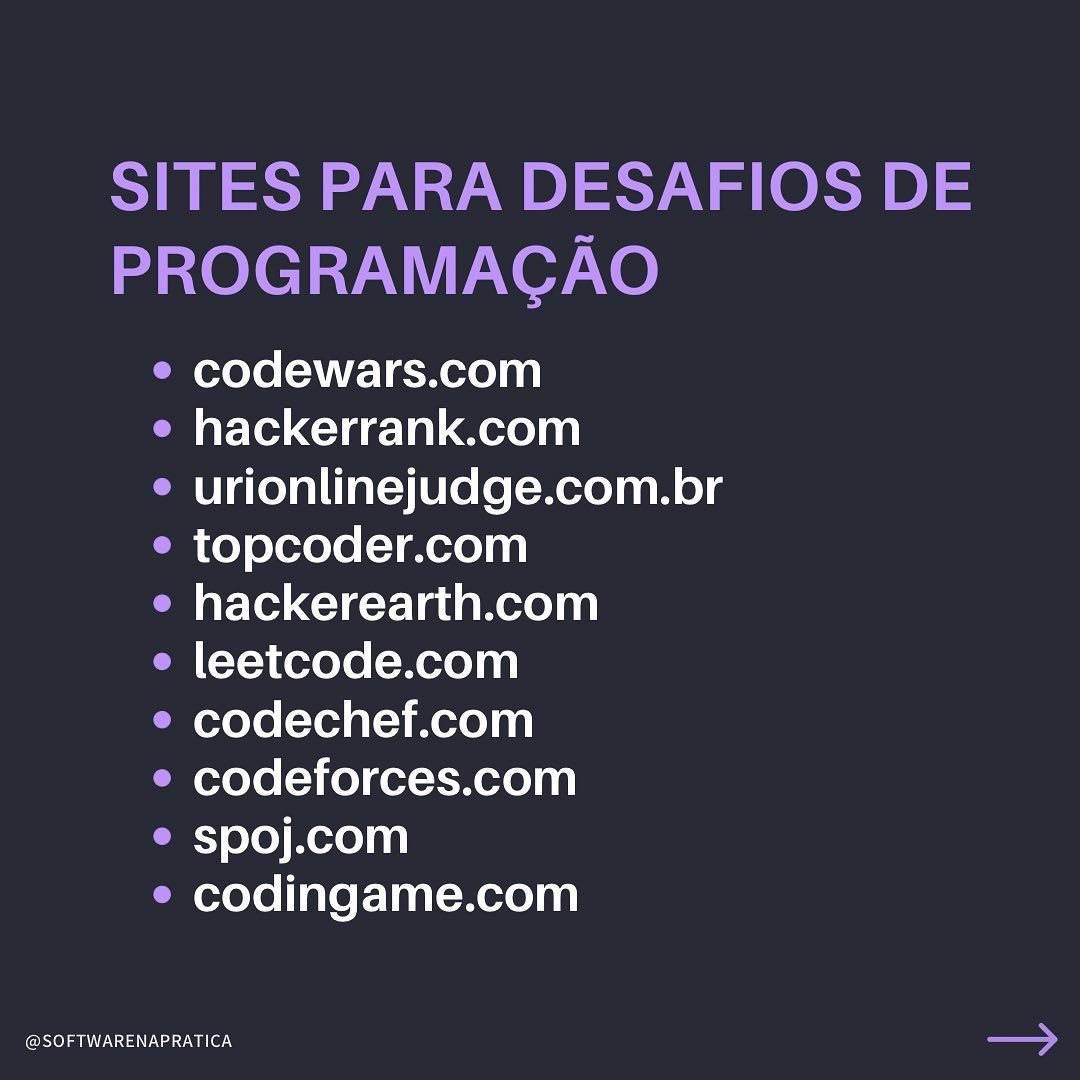 SITES PARA DESAFIOS DE
PROGRAMAÇÃO
codewars.com
hackerrank.com
urionlinejudge.com.br
topcoder.com
hackerearth.com
leetcode.com
codechef.com
codeforces.com
spoj.com
codingame.com
@SOFTWARENAPRATICA